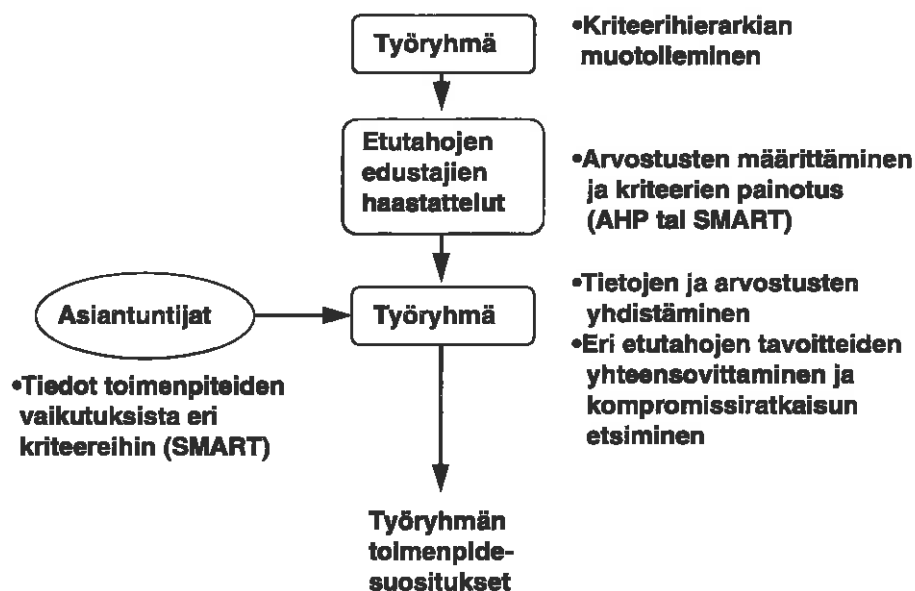 Työryhmä
•Kriteerihierarkian
muotoileminen
Etutahojen
edustajien
haastattelut
•Arvostusten määrittäminen
ja kriteerien painotus
(AHP tai SMART)
Asiantuntijat
•Tiedot toimenpiteiden
vaikutuksista eri
kriteereihin (SMART)
Työryhmä
•Tietojen ja arvostusten
yhdistäminen
•Eri etutahojen tavoitteiden
yhteensovittaminen ja
kompromissiratkaisun
etsiminen
Työryhmän
toimenpide-
suositukset